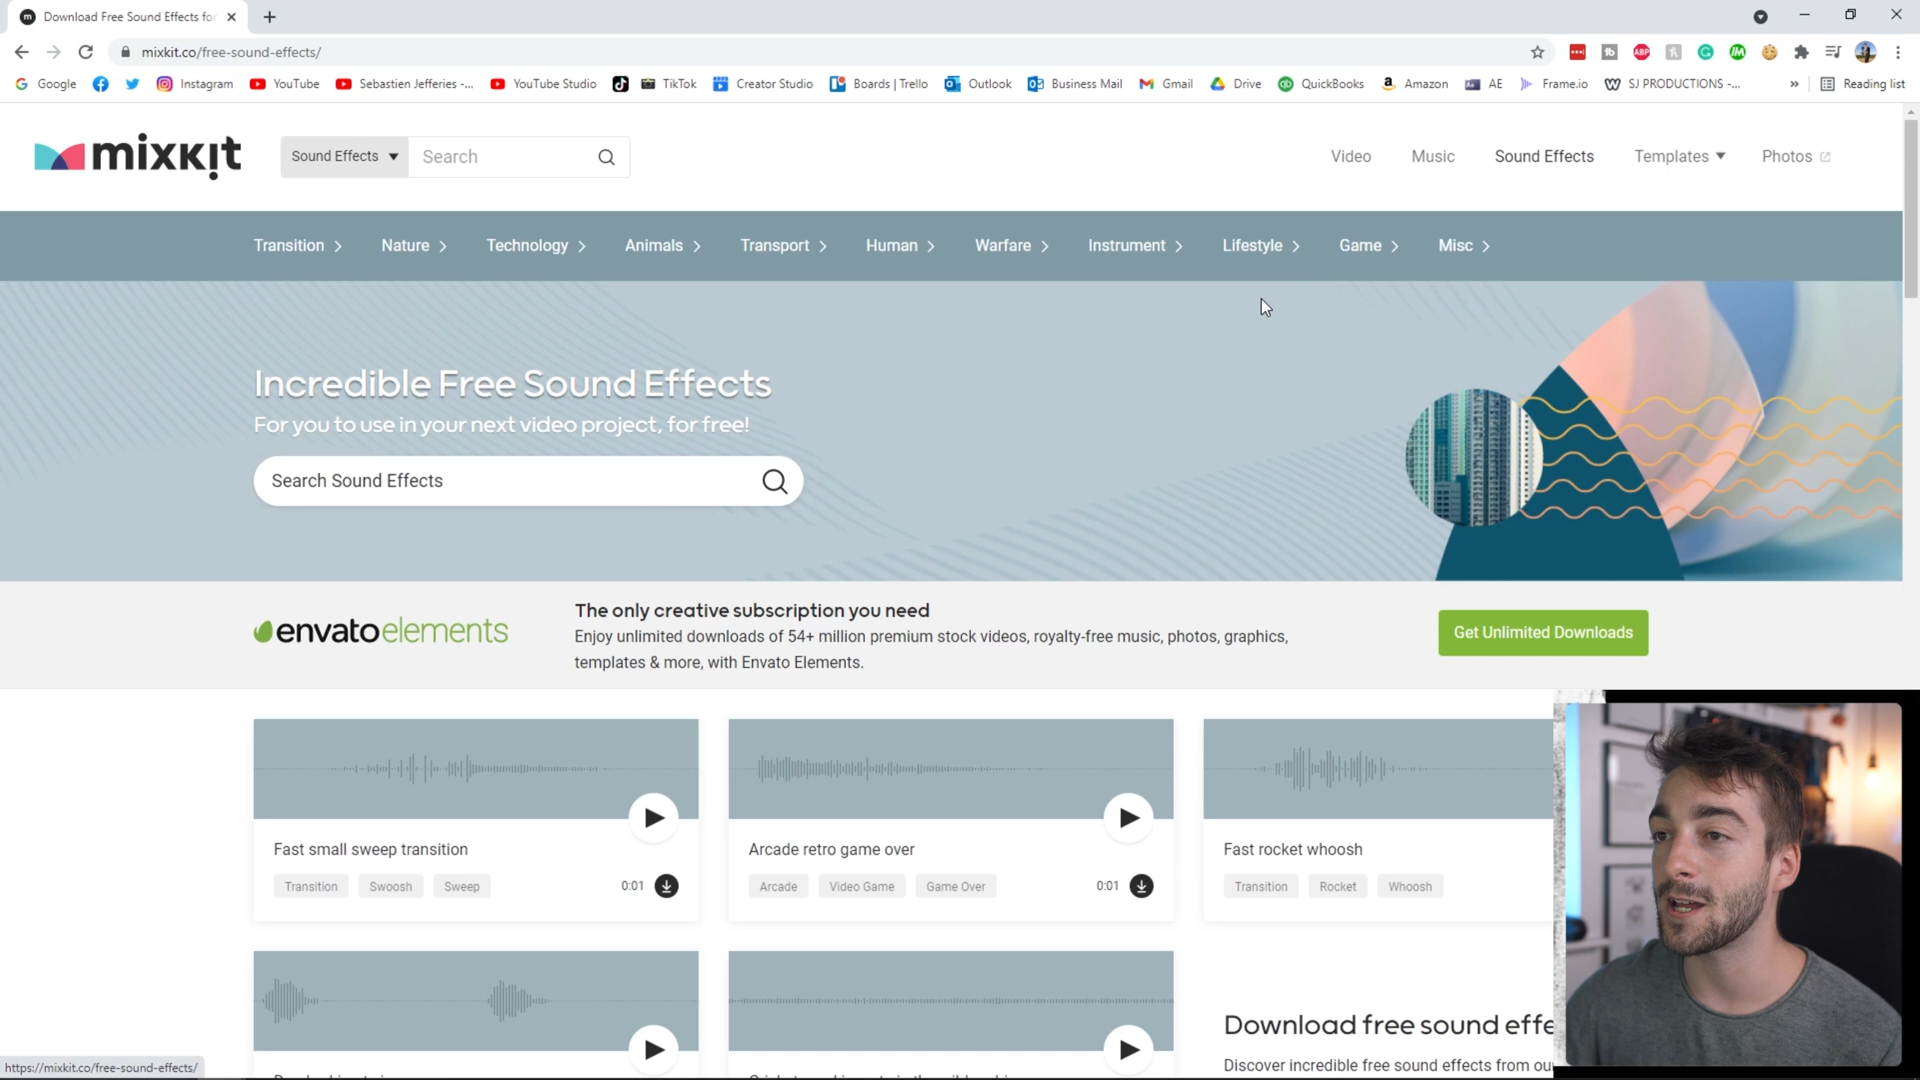 Download Free Sound Effects for
mixkit.co/free-sound-effects/
Google
Instagram
YouTube
Sebastien Jefferies -...
YouTube Studio
TikTok
Creator Studio
Boards | Trello
Outlook
Business Mail
Gmail
Drive
QuickBooks
Amazon
AE
Frame.io
SJ PRODUCTIONS -...
»
Reading list
mixkit
Sound Effects
Search
Video
Music
Sound Effects
Templates
Photos
Transition
Nature
Technology
Animals
Transport
Human
Warfare
Instrument
Lifestyle
Game
Misc
Incredible Free Sound Effects
For you to use in your next video project, for free!
Search Sound Effects
envatoelements
The only creative subscription you need
Enjoy unlimited downloads of 54+ million premium stock videos, royalty-free music, photos, graphics,
templates & more, with Envato Elements.
Get Unlimited Downloads
Fast small sweep transition
Transition Swoosh Sweep 0:01
Arcade retro game over
Arcade Video Game Game Over 0:01
Fast rocket whoosh
Transition Rocket Whoosh
Download free sound effe
Discover incredible free sound effects from ou
https://mixkit.co/free-sound-effects/